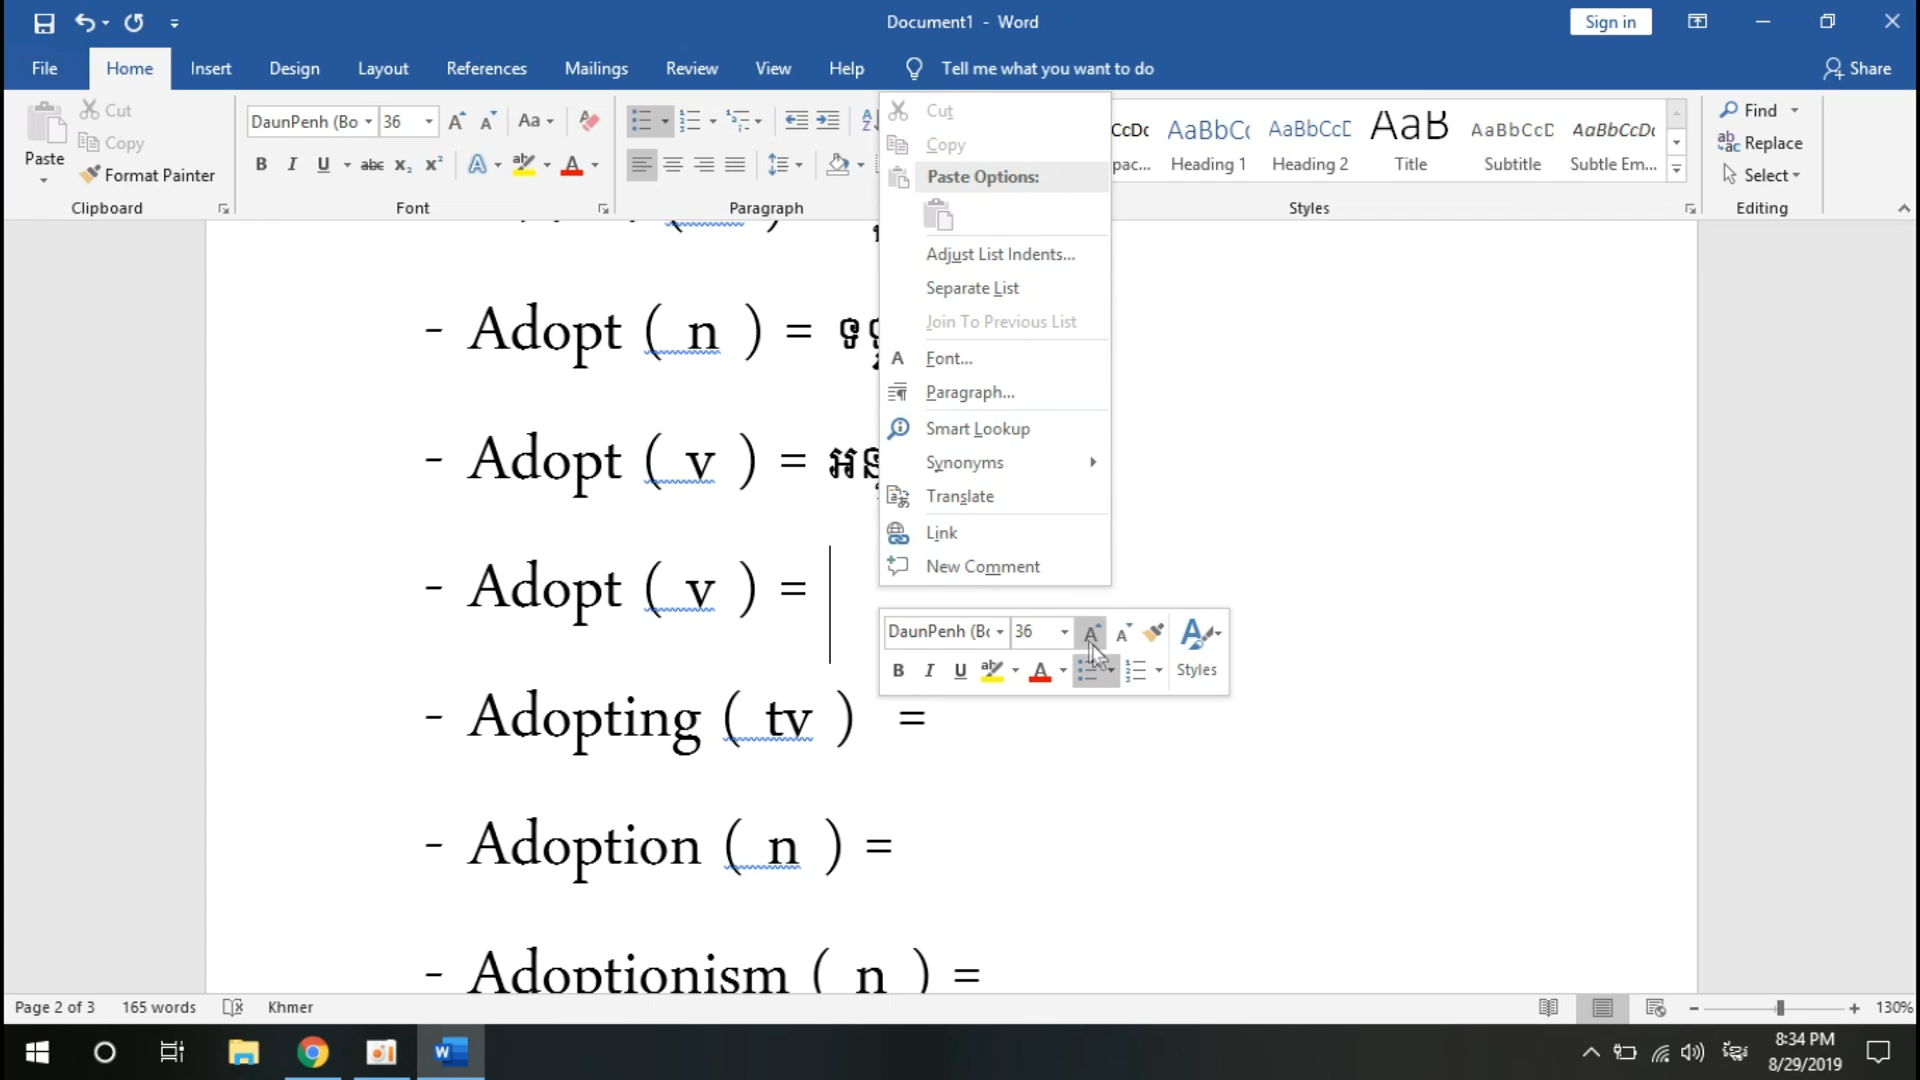 Document1 - Word
Sign in
File Home Insert Design Layout References Mailings Review View Help Tell me what you want to do Share
Cut
Copy
Paste
Format Painter
Clipboard
DaunPenh (Bo 36
Font
Paragraph
AaBbC
Heading 1
AaBbCcD
Heading 2
AaB
Title
AaBbCcD
Subtitle
AaBbCcDc
Subtle Em...
pac...
Styles
Find
Replace
Select
Editing
Cut
Copy
Paste Options:
Adjust List Indents...
Separate List
Join To Previous List
Font...
Paragraph...
Smart Lookup
Synonyms
Translate
Link
New Comment
DaunPenh (Bo 36
B I U
Styles
- Adopt ( n ) =
- Adopt ( v ) =
- Adopt ( v ) =
- Adopting ( tv ) =
- Adoption ( n ) =
- Adoptionism ( n ) =
Page 2 of 3 165 words Khmer 130%
8:34 PM
8/29/2019